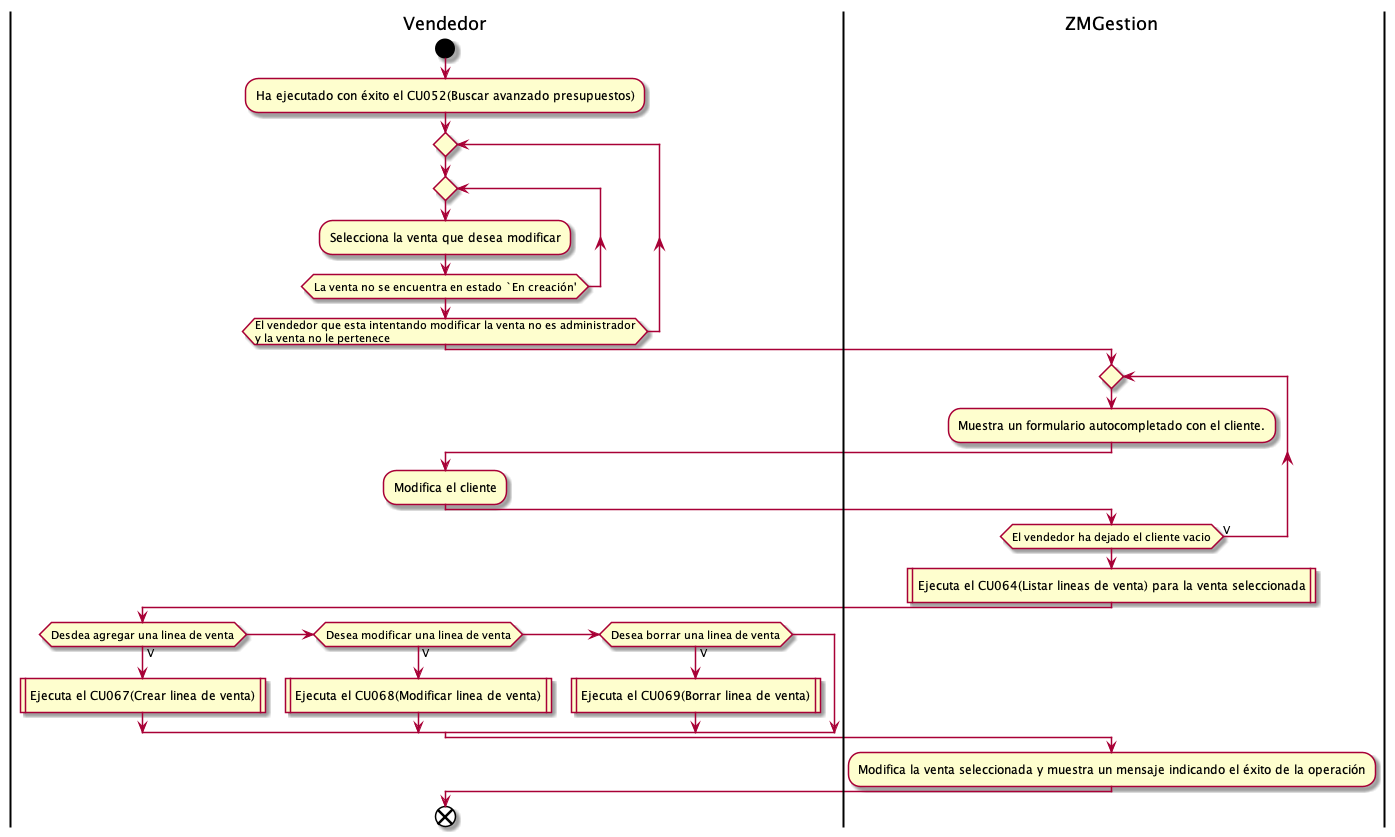 Vendedor
ZMGestion
Ha ejecutado con éxito el CU052(Buscar avanzado presupuestos)
Selecciona la venta que desea modificar
La venta no se encuentra en estado `En creación'
El vendedor que esta intentando modificar la venta no es administrador
y la venta no le pertenece
Muestra un formulario autocompletado con el cliente.
Modifica el cliente
El vendedor ha dejado el cliente vacio
V
Ejecuta el CU064(Listar lineas de venta) para la venta seleccionada
Desdea agregar una linea de venta
Desea modificar una linea de venta
Desea borrar una linea de venta
V
V
V
Ejecuta el CU067(Crear linea de venta)
Ejecuta el CU068(Modificar linea de venta)
Ejecuta el CU069(Borrar linea de venta)
Modifica la venta seleccionada y muestra un mensaje indicando el éxito de la operación